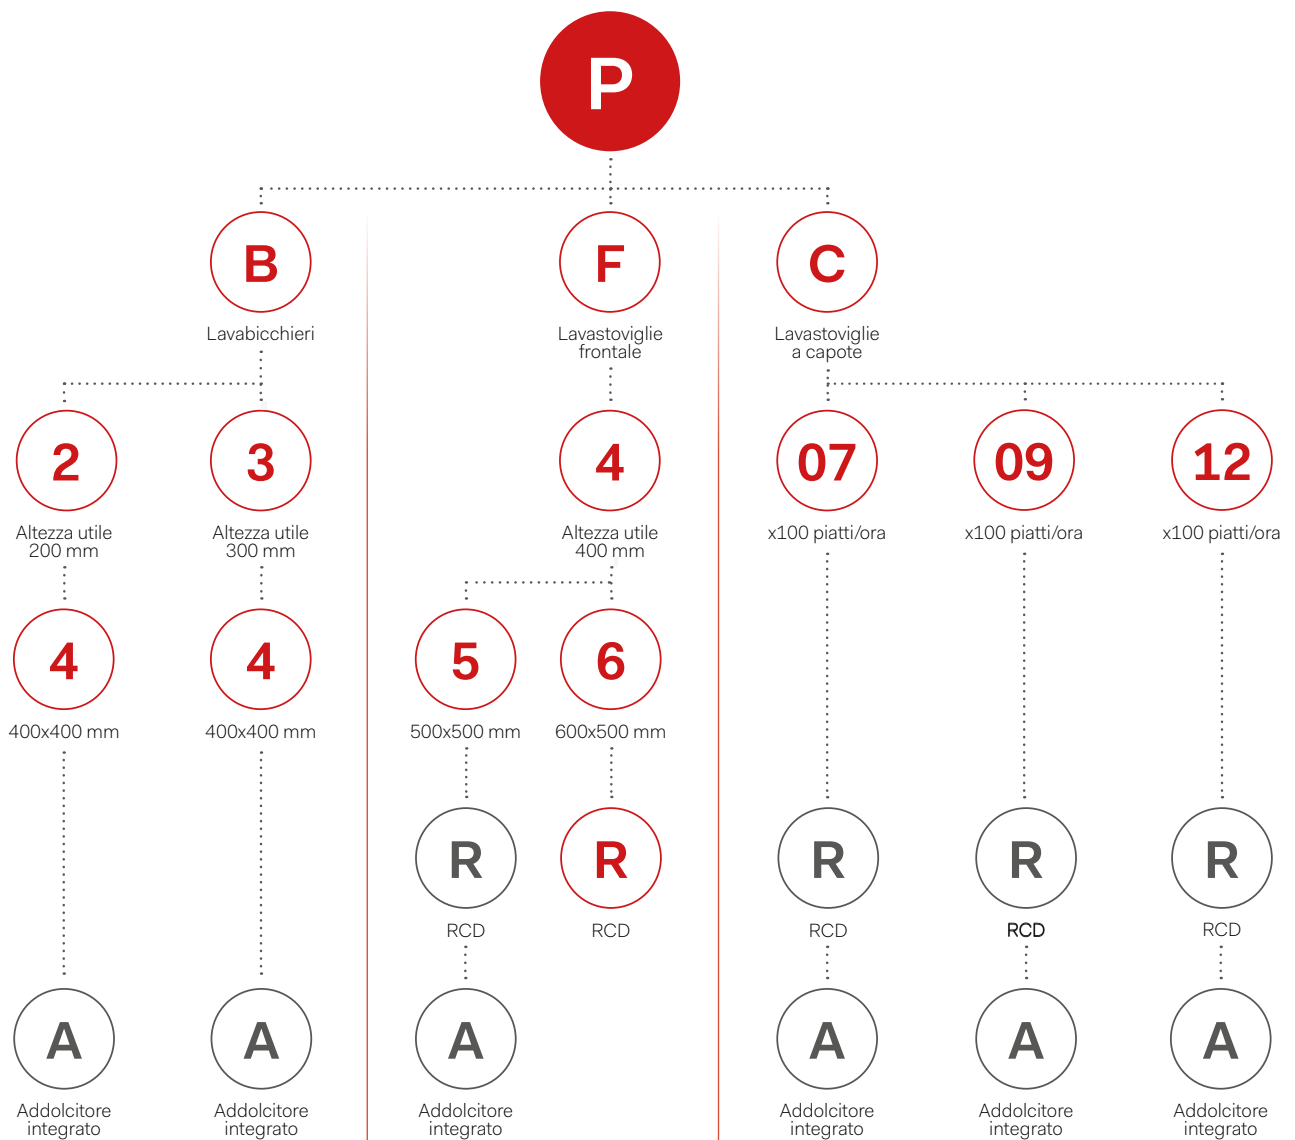 P
B
F
C
Lavabicchieri
Lavastoviglie
frontale
Lavastoviglie
a capote
2
3
4
07
09
12
Altezza utile
200 mm
Altezza utile
300 mm
Altezza utile
400 mm
x100 piatti/ora
x100 piatti/ora
x100 piatti/ora
4
4
5
6
400x400 mm
400x400 mm
500x500 mm
600x500 mm
R
R
R
R
R
RCD
RCD
RCD
RCD
RCD
A
A
A
A
A
A
Addolcitore
integrato
Addolcitore
integrato
Addolcitore
integrato
Addolcitore
integrato
Addolcitore
integrato
Addolcitore
integrato